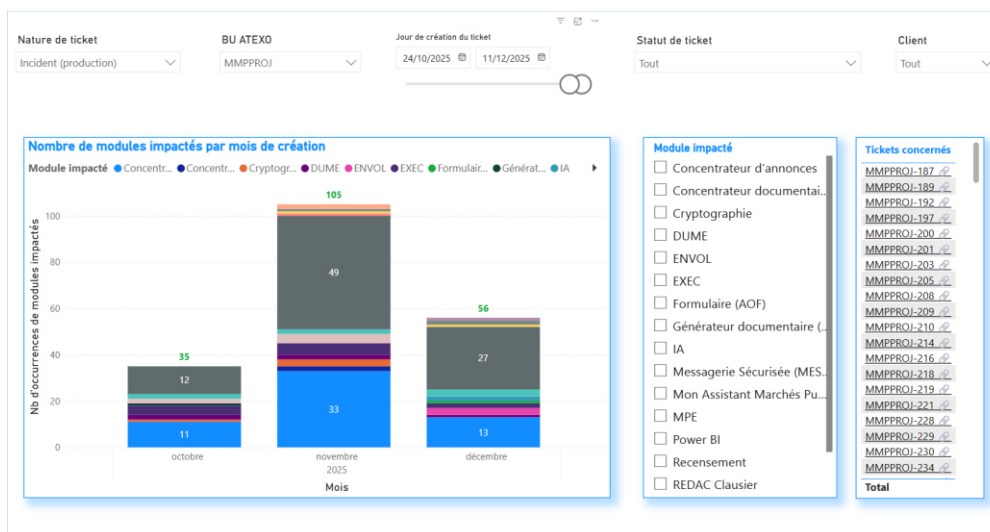 Nature de ticket
Incident (production)
BU ATEXO
MMPPROJ
Jour de création du ticket
24/10/2025 11/12/2025
Statut de ticket
Tout
Client
Tout
Nombre de modules impactés par mois de création
Module impacté Concentr... Concentr... Cryptogr... DUME ENVOL EXEC Formulair... Générat... IA
Nb d'occurrences de modules impactés
100
80
60
40
20
0
35
12
11
105
49
33
56
27
13
octobre novembre décembre
2025
Mois
Module impacté
Concentrateur d'annonces
Concentrateur documentai...
Cryptographie
DUME
ENVOL
EXEC
Formulaire (AOF)
Générateur documentaire (...
IA
Messagerie Sécurisée (MES...
Mon Assistant Marchés Pu...
MPE
Power BI
Recensement
REDAC Clausier
Tickets concernés
MMPPROJ-187
MMPPROJ-189
MMPPROJ-192
MMPPROJ-197
MMPPROJ-200
MMPPROJ-201
MMPPROJ-203
MMPPROJ-205
MMPPROJ-208
MMPPROJ-209
MMPPROJ-210
MMPPROJ-214
MMPPROJ-216
MMPPROJ-218
MMPPROJ-219
MMPPROJ-221
MMPPROJ-228
MMPPROJ-229
MMPPROJ-230
MMPPROJ-234
Total